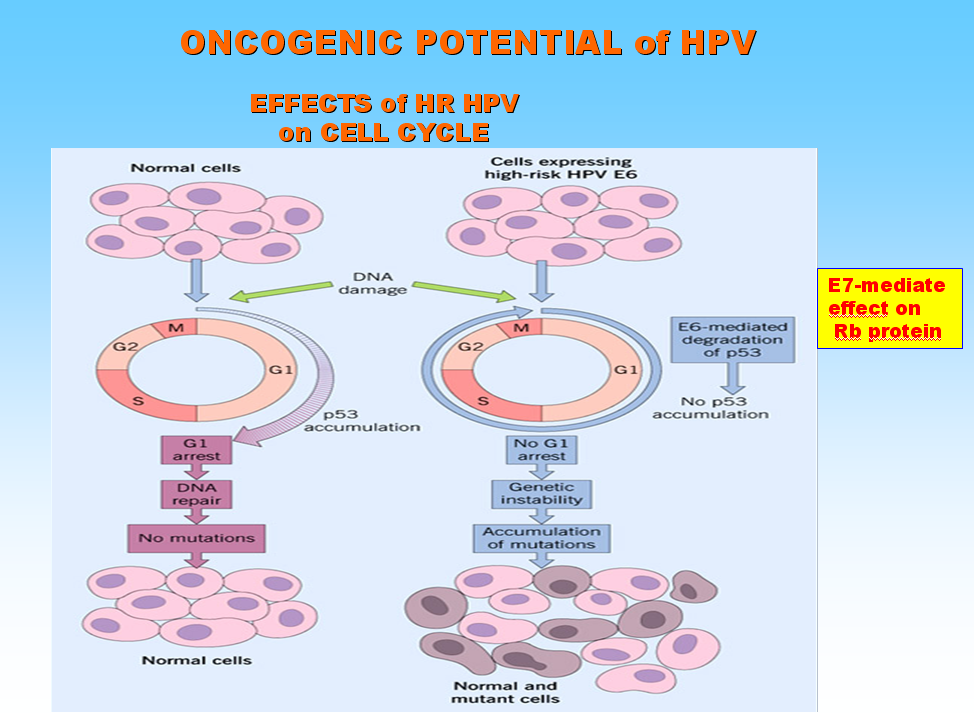 ONCOGENIC POTENTIAL of HPV
EFFECTS of HR HPV
on CELL CYCLE
Normal cells
Cells expressing
high-risk HPV E6
DNA
damage
M
G2
G1
S
p53
accumulation
G1
arrest
DNA
repair
No mutations
Normal cells
M
G2
G1
S
E6-mediated
degradation
of p53
No p53
accumulation
No G1
arrest
Genetic
instability
Accumulation
of mutations
Normal and
mutant cells
E7-mediate
effect on
Rb protein